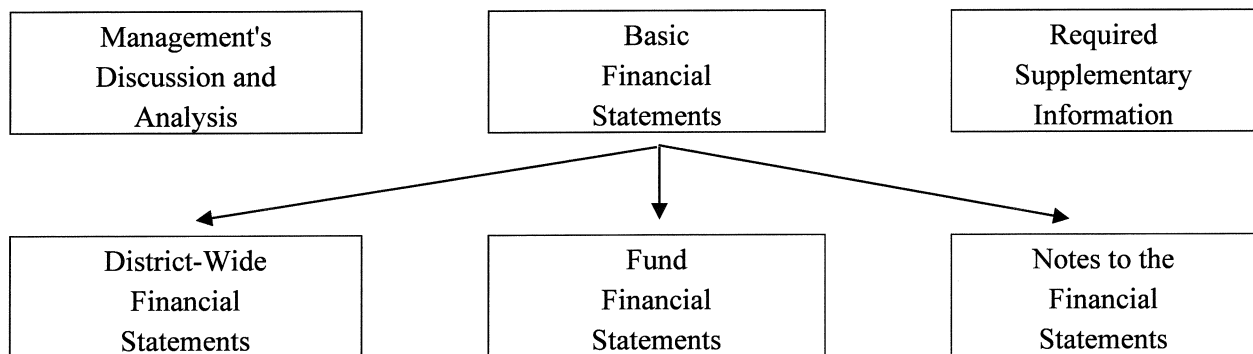 Management's
Discussion and
Analysis
Basic
Financial
Statements
Required
Supplementary
Information
District-Wide
Financial
Statements
Fund
Financial
Statements
Notes to the
Financial
Statements